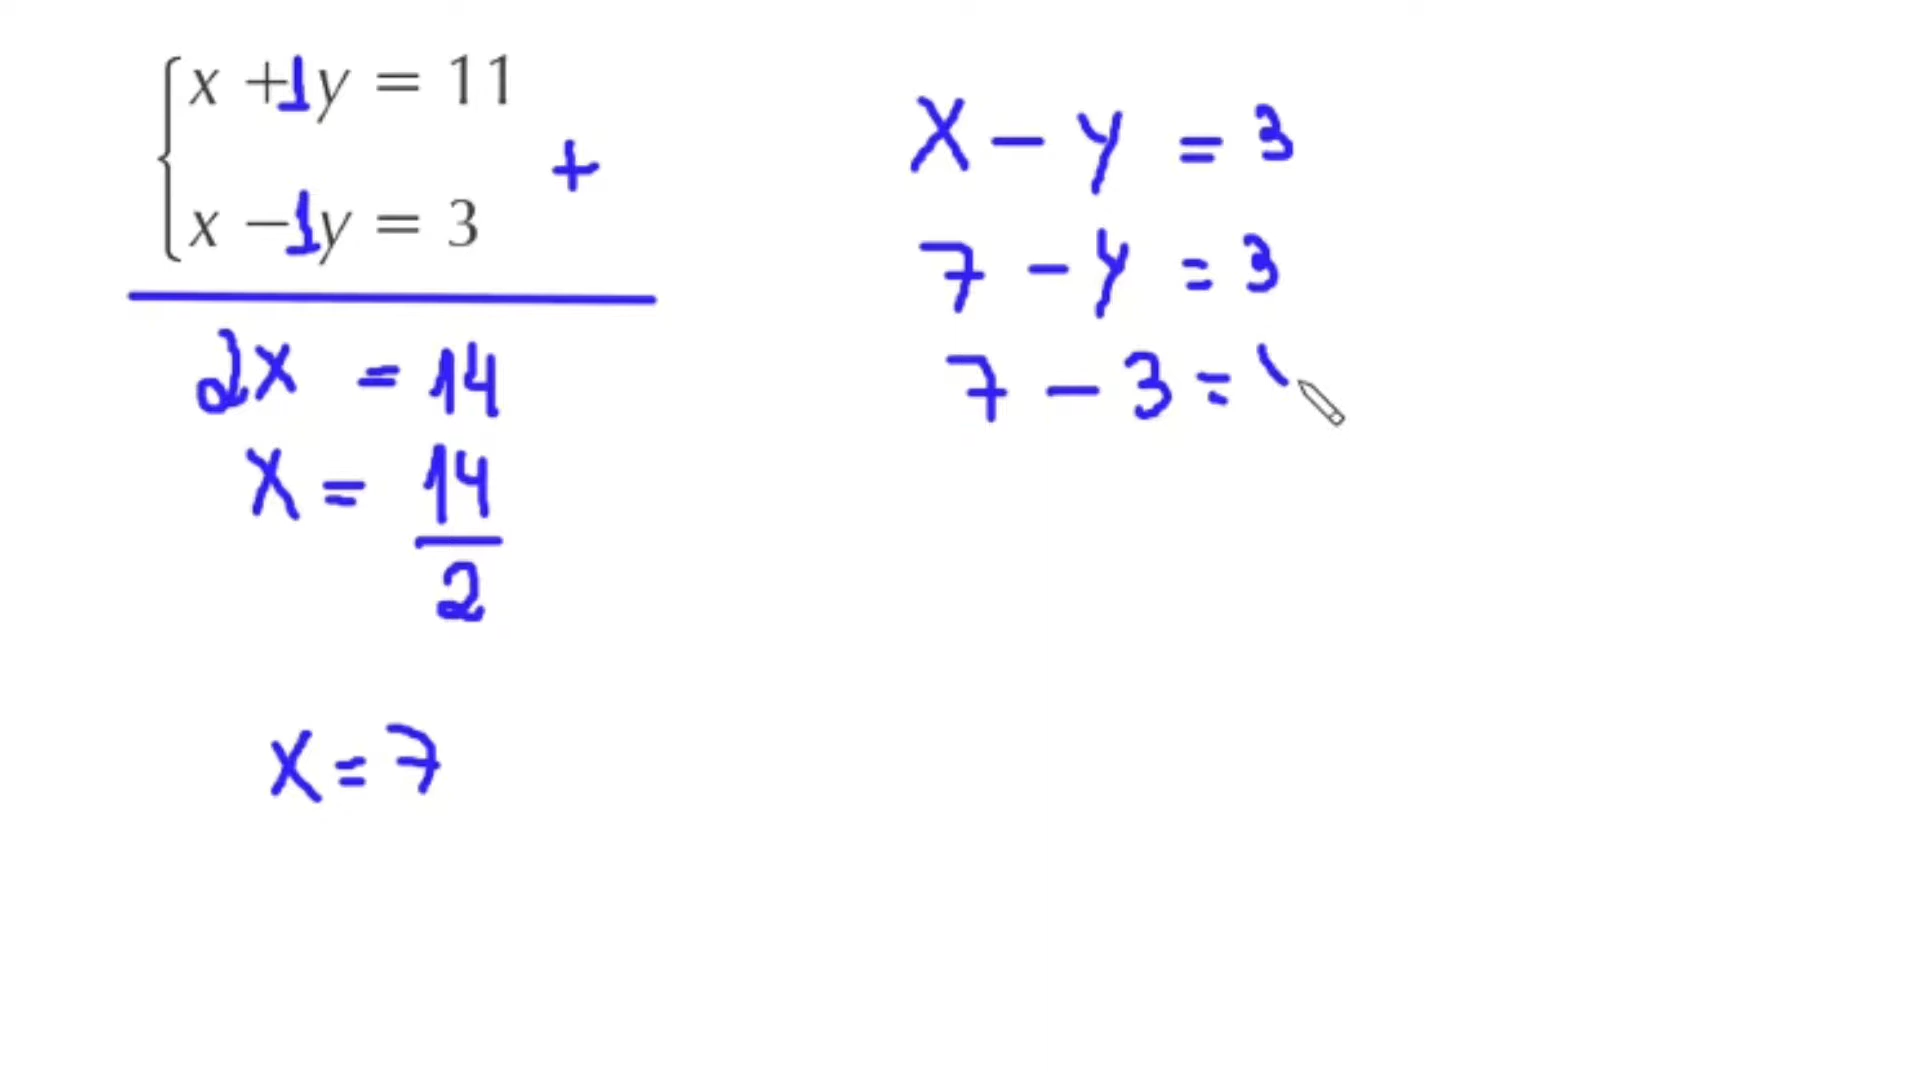 x + 1y = 11
x − 1y = 3
+
2x = 14
x = 14/2
x = 7
x − y = 3
7 − y = 3
7 − 3 =